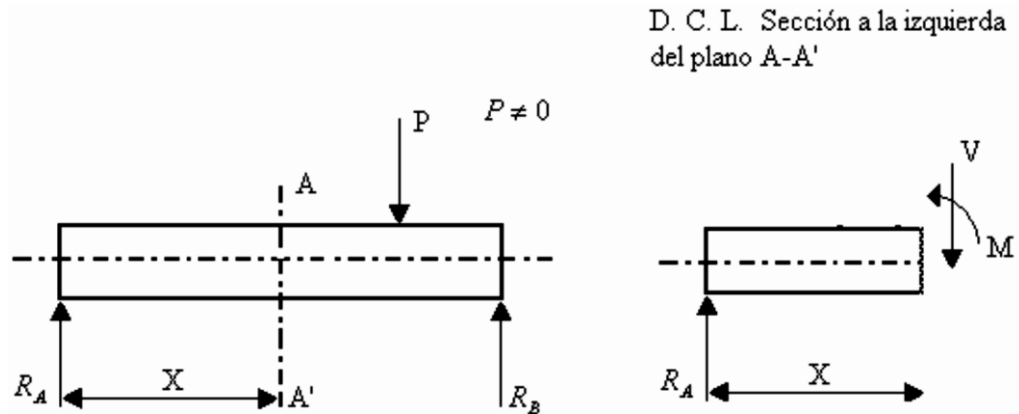 D. C. L. Sección a la izquierda
del plano A-A'
P
P ≠ 0
A
V
M
R_A
X
A'
R_B
R_A
X